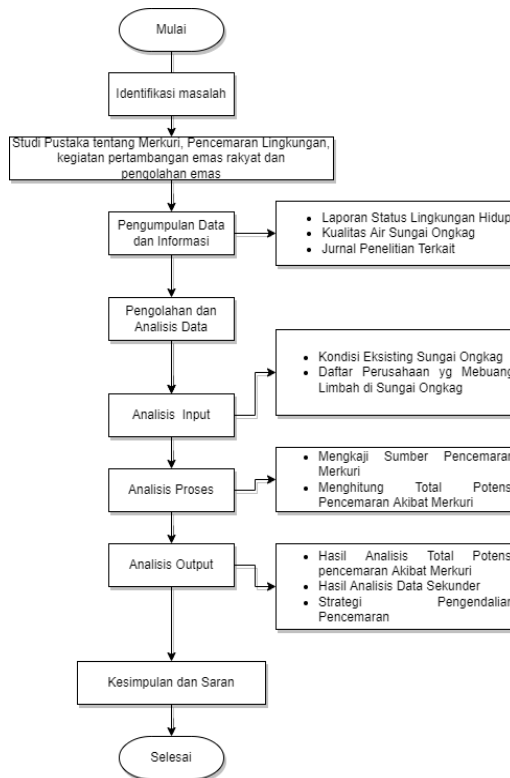 Mulai
Identifikasi masalah
Studi Pustaka tentang Merkuri, Pencemaran Lingkungan,
kegiatan pertambangan emas rakyat dan
pengolahan emas
Pengumpulan Data
dan Informasi
• Laporan Status Lingkungan Hidup
• Kualitas Air Sungai Ongkag
• Jurnal Penelitian Terkait
Pengolahan dan
Analisis Data
• Kondisi Eksisting Sungai Ongkag
• Daftar Perusahaan yg Mebuang
Limbah di Sungai Ongkag
Analisis Input
• Mengkaji Sumber Pencemaran
Merkuri
• Menghitung Total Potens
Pencemaran Akibat Merkuri
Analisis Proses
• Hasil Analisis Total Potens
pencemaran Akibat Merkuri
• Hasil Analisis Data Sekunder
• Strategi Pengendalian
Pencemaran
Analisis Output
Kesimpulan dan Saran
Selesai